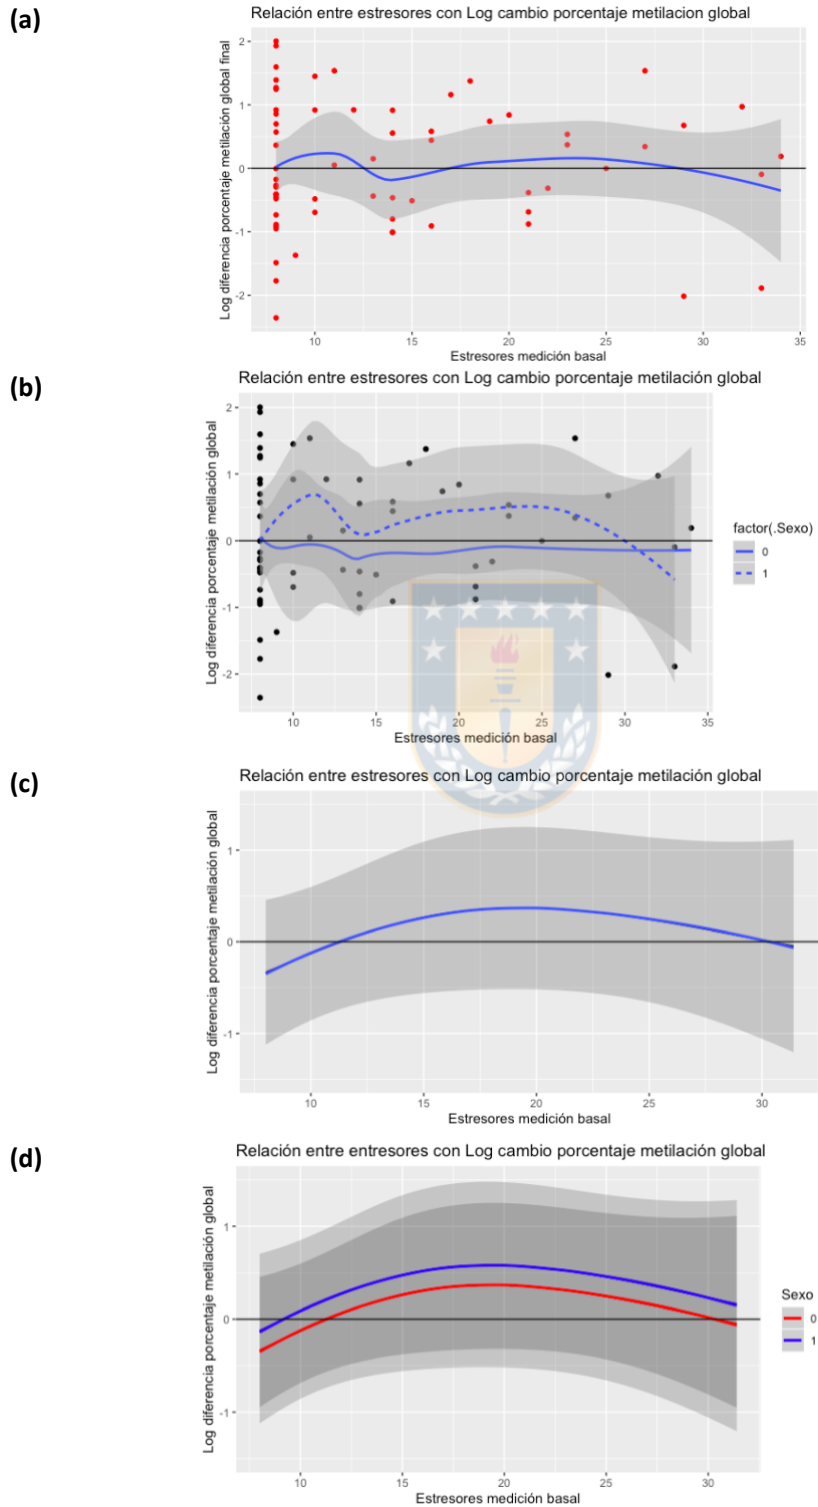 (a)
Relación entre estresores con Log cambio porcentaje metilacion global
Log diferencia porcentaje metilación global final
2
1
0
-1
-2
10 15 20 25 30 35
Estresores medición basal
(b)
Relación entre estresores con Log cambio porcentaje metilación global
Log diferencia porcentaje metilación global
2
1
0
-1
-2
10 15 20 25 30 35
Estresores medición basal
factor(.Sexo)
0
1
(c)
Relación entre estresores con Log cambio porcentaje metilación global
Log diferencia porcentaje metilación global
1
0
-1
10 15 20 25 30
Estresores medición basal
(d)
Relación entre entresores con Log cambio porcentaje metilación global
Log diferencia porcentaje metilación global
1
0
-1
10 15 20 25 30
Estresores medición basal
Sexo
0
1